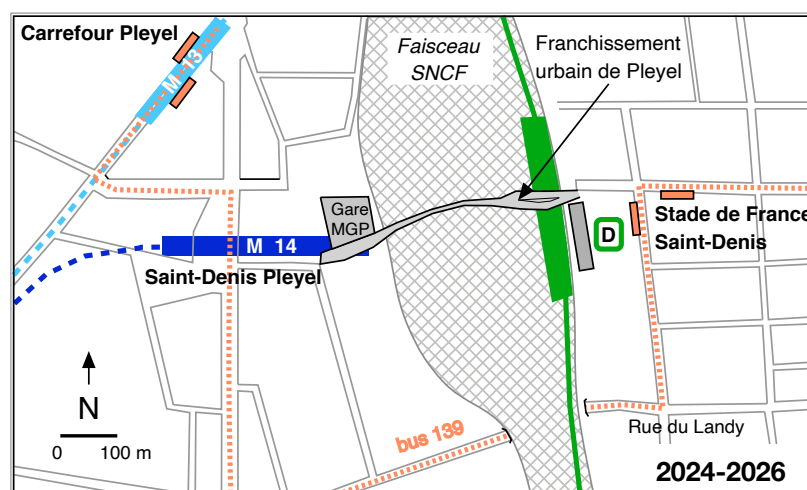 Carrefour Pleyel
M 13
Faisceau
SNCF
Franchissement
urbain de Pleyel
Gare
MGP
M 14
Saint-Denis Pleyel
D
Stade de France
Saint-Denis
N
0 100 m
bus 139
Rue du Landy
2024-2026